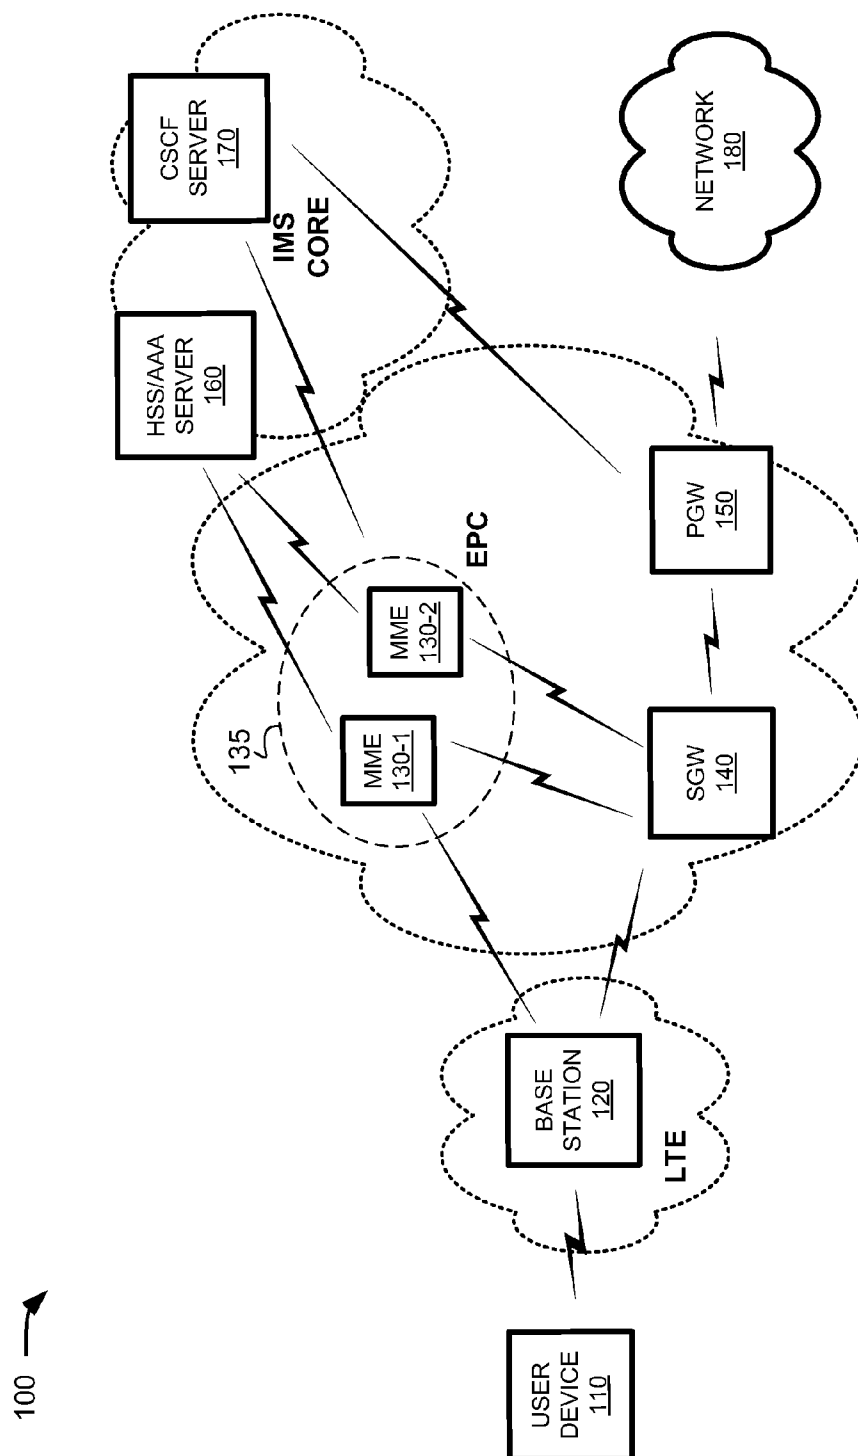 100
USER
DEVICE
110
BASE
STATION
120
LTE
135
MME
130-1
MME
130-2
EPC
SGW
140
PGW
150
HSS/AAA
SERVER
160
CSCF
SERVER
170
IMS
CORE
NETWORK
180